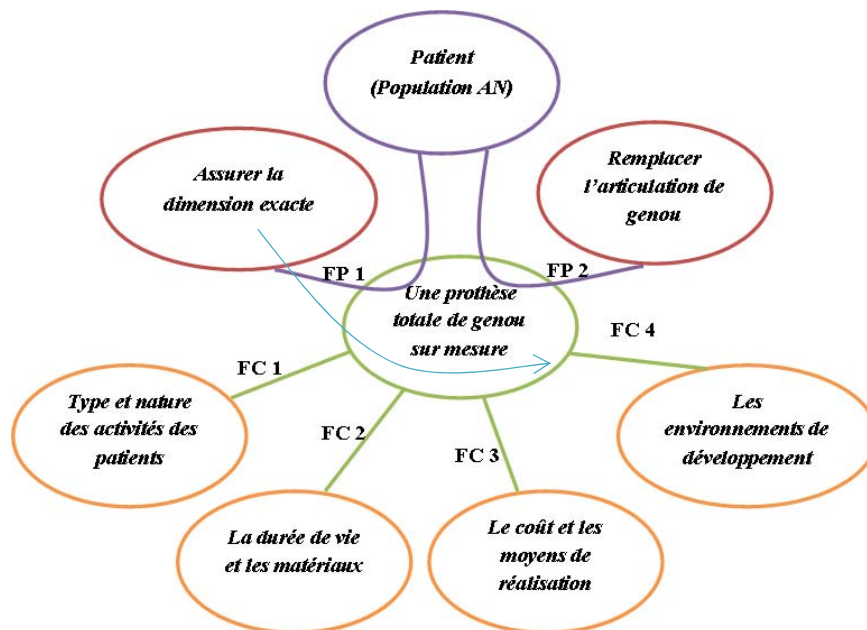 Patient
(Population AN)
Assurer la
dimension exacte
Remplacer
l’articulation de
genou
FP 1
FP 2
Une prothèse
totale de genou
sur mesure
FC 4
FC 1
Type et nature
des activités des
patients
FC 2
FC 3
Les
environnements de
développement
La durée de vie
et les matériaux
Le coût et les
moyens de
réalisation